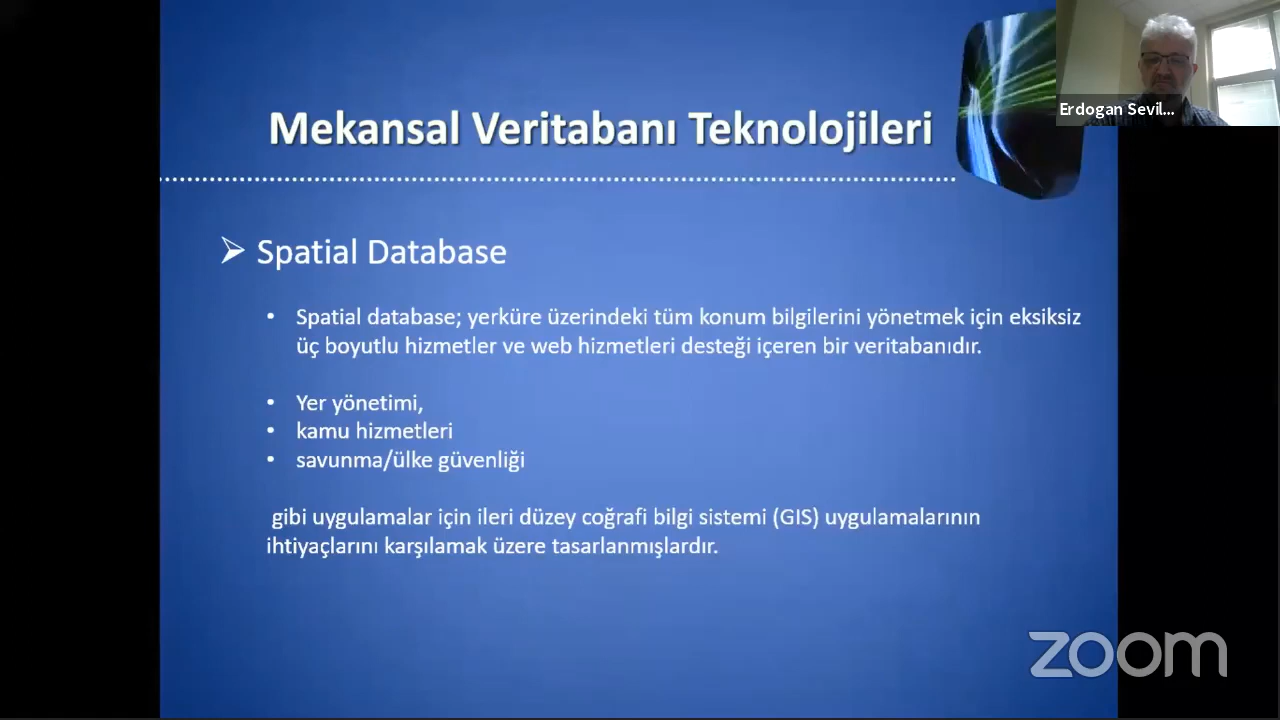 Mekansal Veritabanı Teknolojileri
Erdogan Sevil...
➢ Spatial Database
• Spatial database; yerküre üzerindeki tüm konum bilgilerini yönetmek için eksiksiz
üç boyutlu hizmetler ve web hizmetleri desteği içeren bir veritabanıdır.
• Yer yönetimi,
• kamu hizmetleri
• savunma/ülke güvenliği
gibi uygulamalar için ileri düzey coğrafi bilgi sistemi (GIS) uygulamalarının
ihtiyaçlarını karşılamak üzere tasarlanmışlardır.
zoom